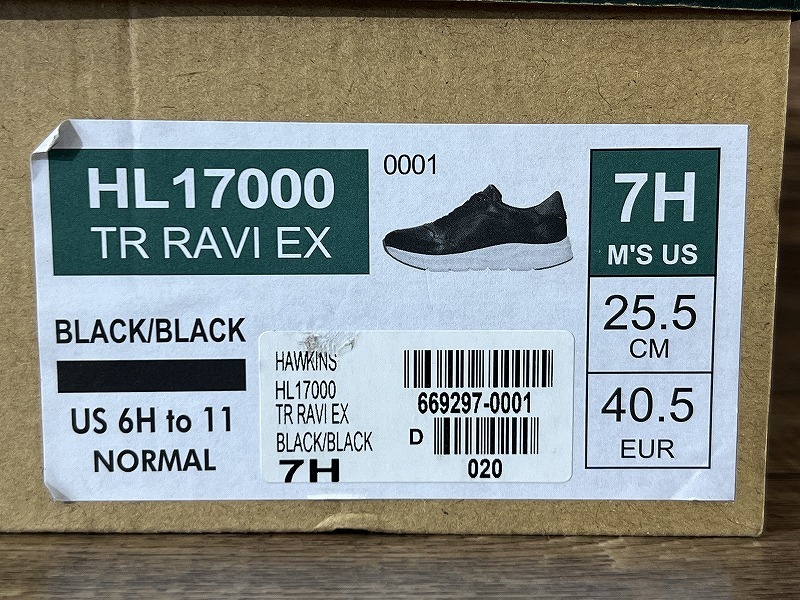 HL17000
TR RAVI EX
0001
7H
M'S US
25.5
CM
40.5
EUR
BLACK/BLACK
US 6H to 11
NORMAL
HAWKINS
HL17000
TR RAVI EX
BLACK/BLACK
7H
669297-0001
D
020